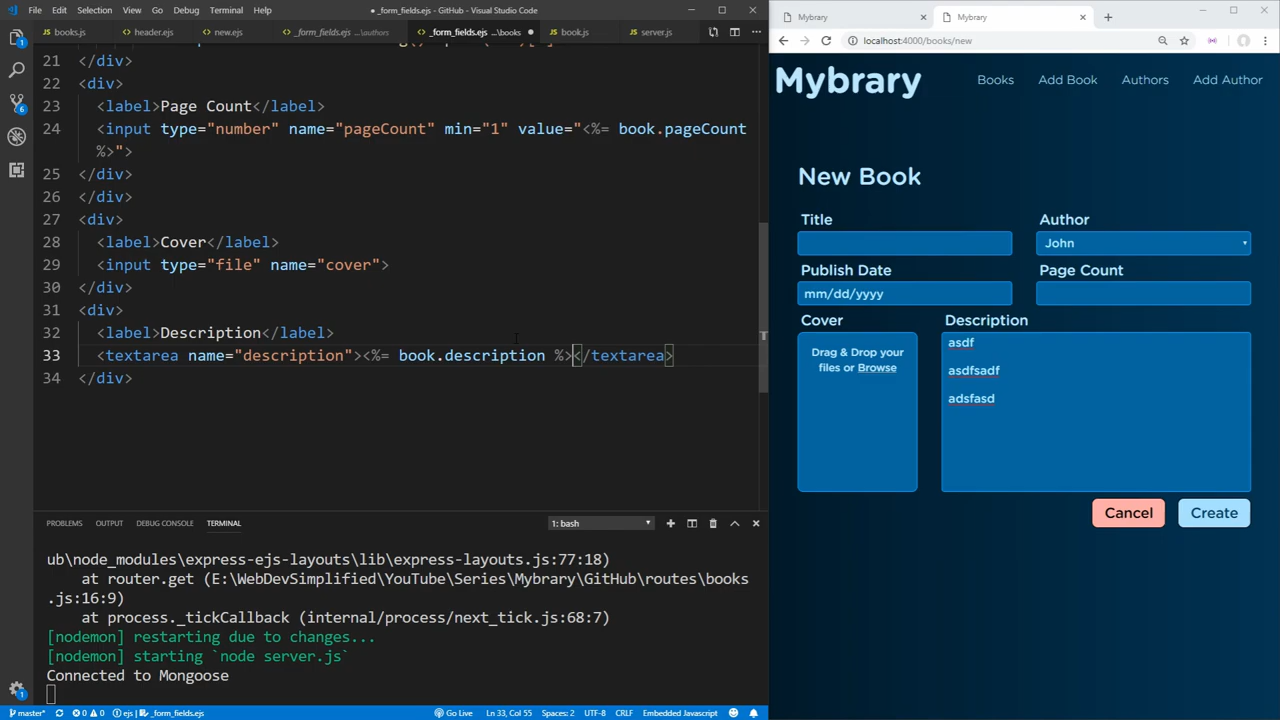 File Edit Selection View Go Debug Terminal Help
_form_fields.ejs - GitHub - Visual Studio Code
books.js header.ejs new.ejs _form_fields.ejs ...\authors _form_fields.ejs ...\books book.js server.js
21 </div>
22 <div>
23 <label>Page Count</label>
24 <input type="number" name="pageCount" min="1" value="<%= book.pageCount
%>">
25 </div>
26 </div>
27 <div>
28 <label>Cover</label>
29 <input type="file" name="cover">
30 </div>
31 <div>
32 <label>Description</label>
33 <textarea name="description"><%= book.description %></textarea>
34 </div>
PROBLEMS OUTPUT DEBUG CONSOLE TERMINAL 1: bash
ub\node_modules\express-ejs-layouts\lib\express-layouts.js:77:18)
at router.get (E:\WebDevSimplified\YouTube\Series\Mybrary\GitHub\routes\books
.js:16:9)
at process._tickCallback (internal/process/next_tick.js:68:7)
[nodemon] restarting due to changes...
[nodemon] starting `node server.js`
Connected to Mongoose
master* 0 0 ejs _form_fields.ejs Go Live Ln 33, Col 55 Spaces: 2 UTF-8 CRLF Embedded Javascript
1
6
1
Mybrary Mybrary
localhost:4000/books/new
Mybrary Books Add Book Authors Add Author
New Book
Title Author
John
Publish Date Page Count
mm/dd/yyyy
Cover Description
Drag & Drop your
files or Browse
asdf
asdfsadf
adsfasd
Cancel Create